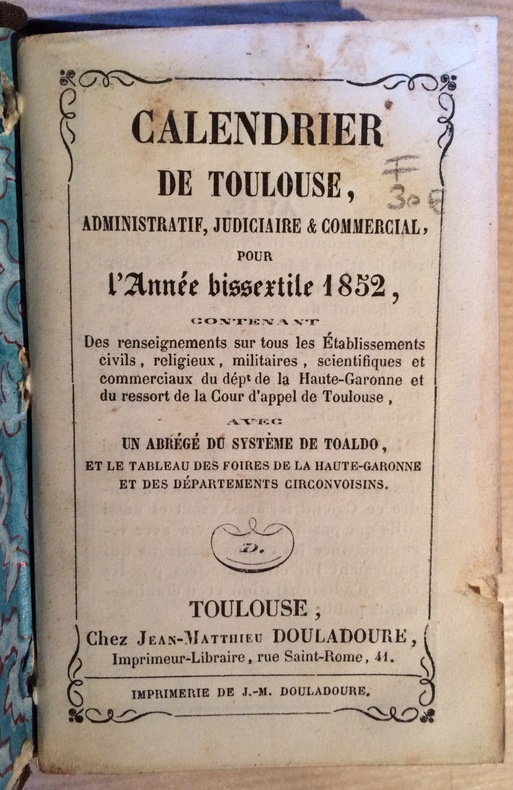 CALENDRIER
DE TOULOUSE,
ADMINISTRATIF, JUDICIAIRE & COMMERCIAL,
POUR
l'Année bissextile 1852,
CONTENANT
Des renseignements sur tous les Établissements
civils, religieux, militaires, scientifiques et
commerciaux du dépt de la Haute-Garonne et
du ressort de la Cour d'appel de Toulouse,
AVEC
UN ABRÉGÉ DU SYSTÈME DE TOALDO,
ET LE TABLEAU DES FOIRES DE LA HAUTE-GARONNE
ET DES DÉPARTEMENTS CIRCONVOISINS.
D.
TOULOUSE,
Chez JEAN-MATTHIEU DOULADOURE,
Imprimeur-Libraire, rue Saint-Rome, 41.
IMPRIMERIE DE J.-M. DOULADOURE.
F
30 €